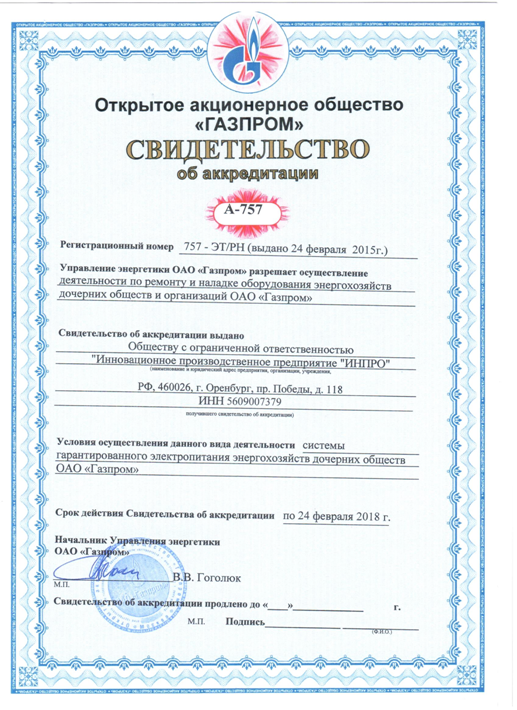 Открытое акционерное общество
«ГАЗПРОМ»
СВИДЕТЕЛЬСТВО
об аккредитации
А-757
Регистрационный номер 757 - ЭТ/РН (выдано 24 февраля 2015г.)
Управление энергетики ОАО «Газпром» разрешает осуществление
деятельности по ремонту и наладке оборудования энергохозяйств
дочерних обществ и организаций ОАО «Газпром»
Свидетельство об аккредитации выдано
Обществу с ограниченной ответственностью
"Инновационное производственное предприятие "ИНПРО"
(наименование и юридический адрес предприятия, организации, учреждения,
РФ, 460026, г. Оренбург, пр. Победы, д. 118
ИНН 5609007379
получившего свидетельство об аккредитации)
Условия осуществления данного вида деятельности системы
гарантированного электропитания энергохозяйств дочерних обществ
ОАО «Газпром»
Срок действия Свидетельства об аккредитации по 24 февраля 2018 г.
Начальник Управления энергетики
ОАО «Газпром»
В.В. Гоголюк
М.П.
Свидетельство об аккредитации продлено до «___»____________ г.
М.П. Подпись
(Ф.И.О.)